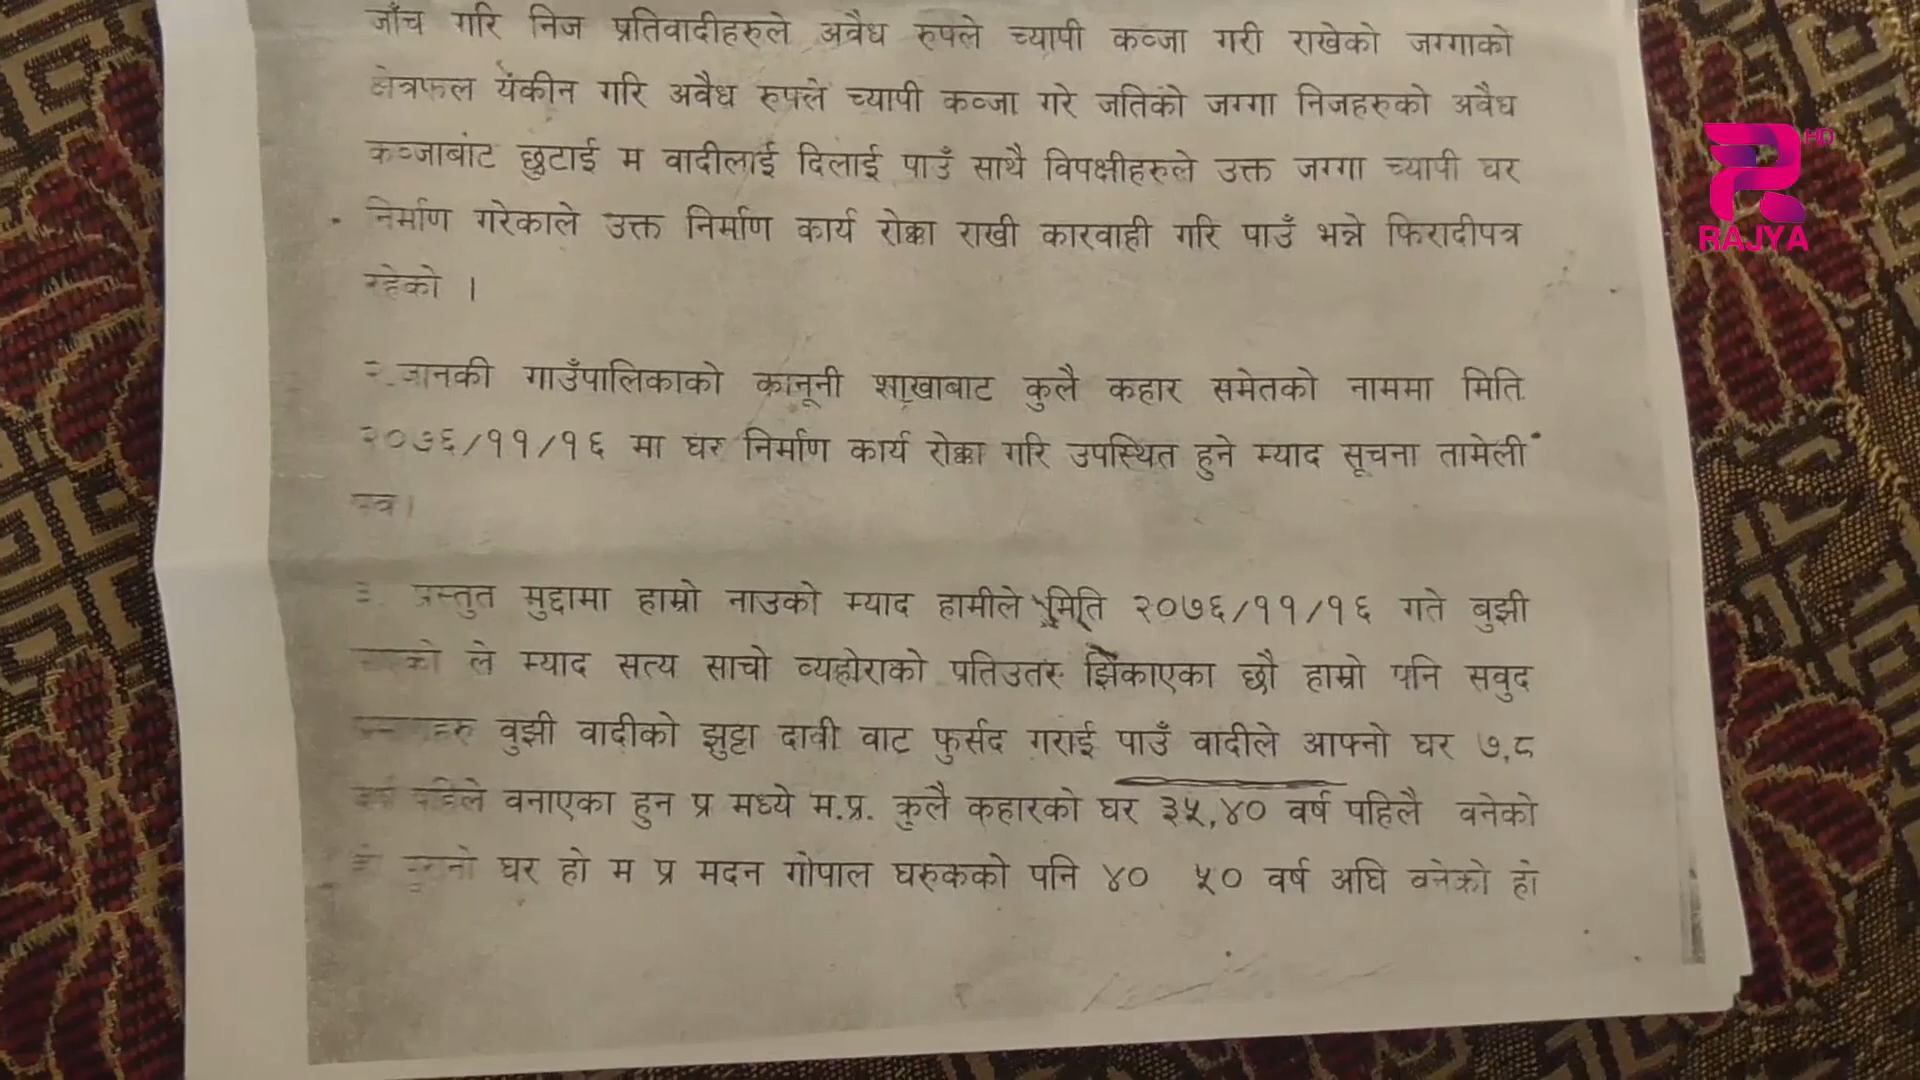 जाँच गरि निज प्रतिवादीहरुले अवैध रुपले च्यापी कब्जा गरी राखेको जग्गाको
क्षेत्रफल यकीन गरि अवैध रुपले च्यापी कब्जा गरे जतिको जग्गा निजहरुको अवैध
कब्जाबांट छुटाई म वादीलाई दिलाई पाउँ साथै विपक्षीहरुले उक्त जग्गा च्यापी घर
निर्माण गरेकाले उक्त निर्माण कार्य रोक्का राखी कारवाही गरि पाउँ भन्ने फिरादीपत्र
रहेको ।
जानकी गाउँपालिकाको कानूनी शाखाबाट कुलै कहार समेतको नाममा मिति
२०७६/११/१६ मा घर निर्माण कार्य रोक्का गरि उपस्थित हुने म्याद सूचना तामेली
प्रस्तुत मुद्दामा हाम्रो नाउको म्याद हामीले मिति २०७६/११/१६ गते बुझी
ले म्याद सत्य साचो व्यहोराको प्रतिउतर झिकाएका छौ हाम्रो पनि सवुद
वुझी वादीको झुट्टा दावी वाट फुर्सद गराई पाउँ वादीले आफ्नो घर ७,८
पहिले वनाएका हुन प्र मध्ये म.प्र. कुलै कहारको घर ३५,४० वर्ष पहिलै वनेको
घर हो म प्र मदन गोपाल घरुकको पनि ४० ५० वर्ष अघि वनेको हो
HD
RAJYA